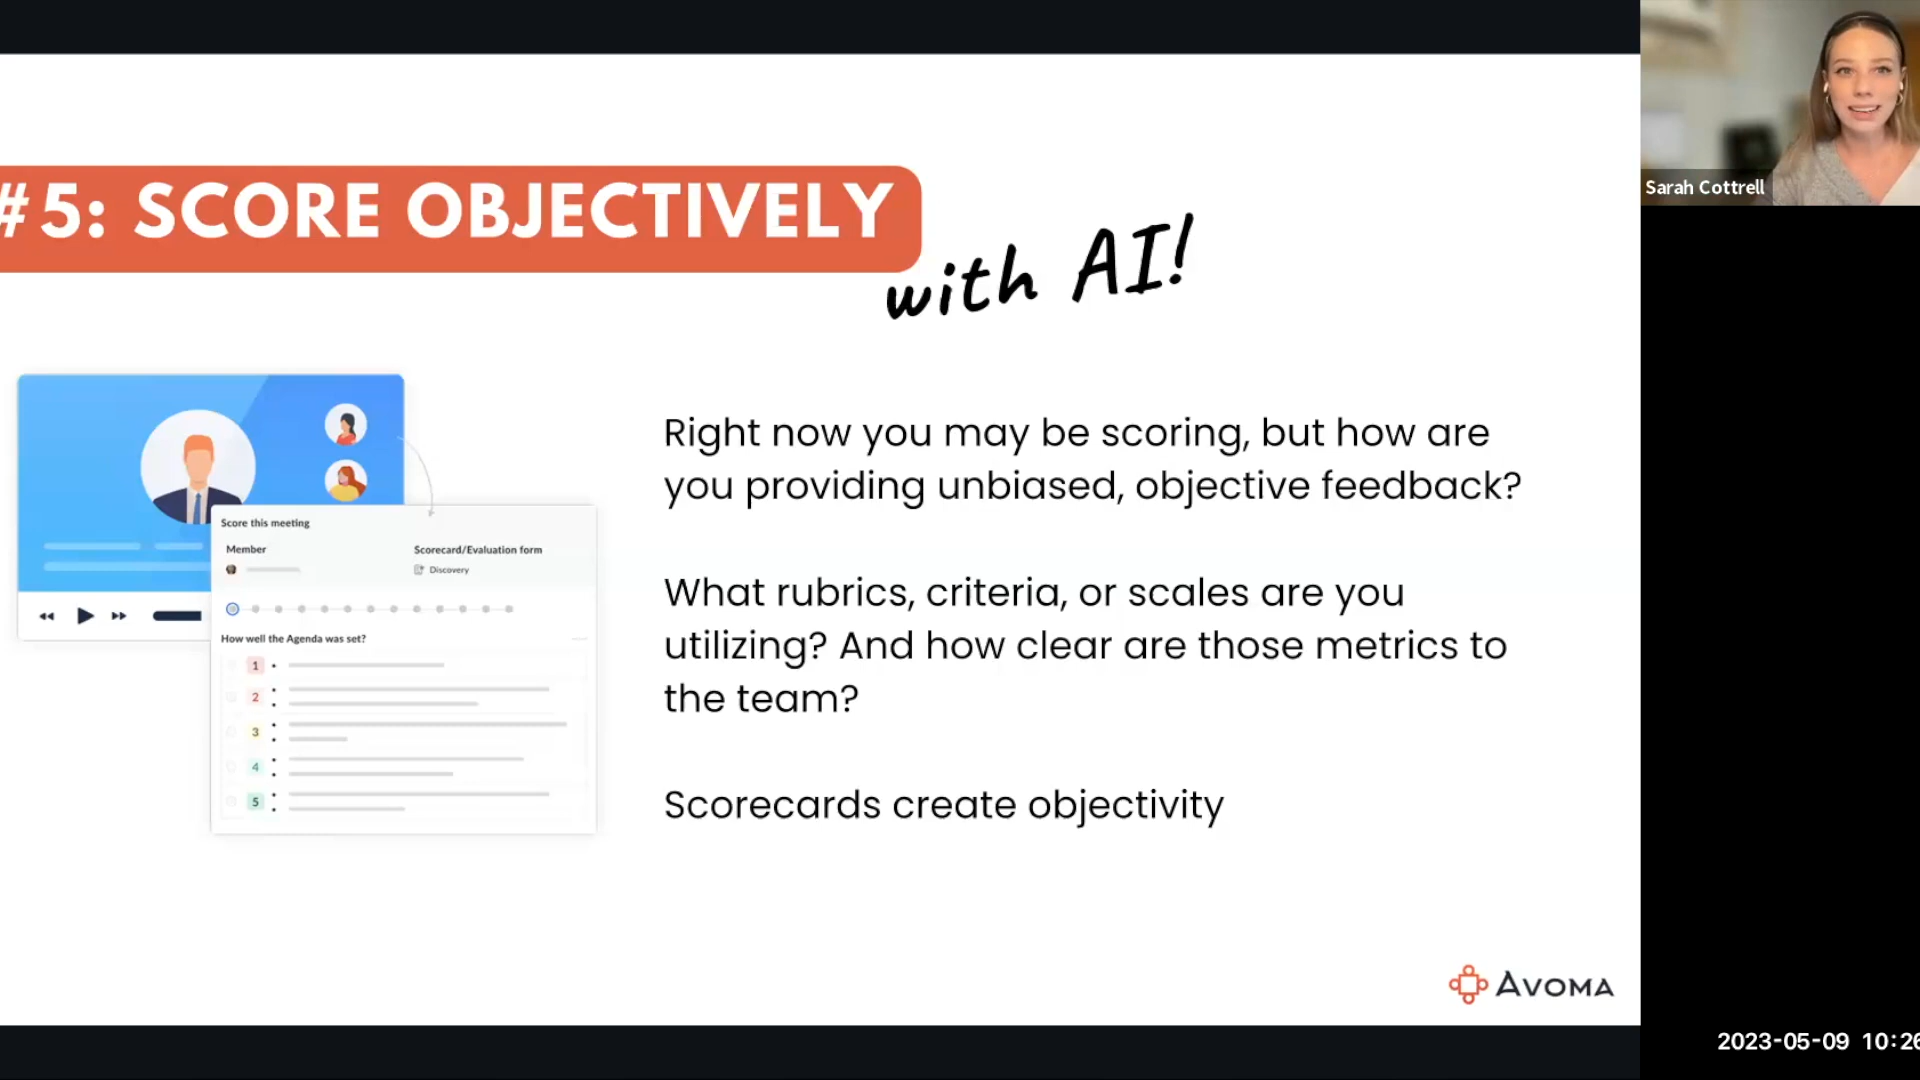 #5: SCORE OBJECTIVELY
with AI!
Sarah Cottrell
Right now you may be scoring, but how are
you providing unbiased, objective feedback?
What rubrics, criteria, or scales are you
utilizing? And how clear are those metrics to
the team?
Scorecards create objectivity
Score this meeting
Member
Scorecard/Evaluation form
Discovery
How well the Agenda was set?
1
2
3
4
5
AVOMA
2023-05-09 10:26